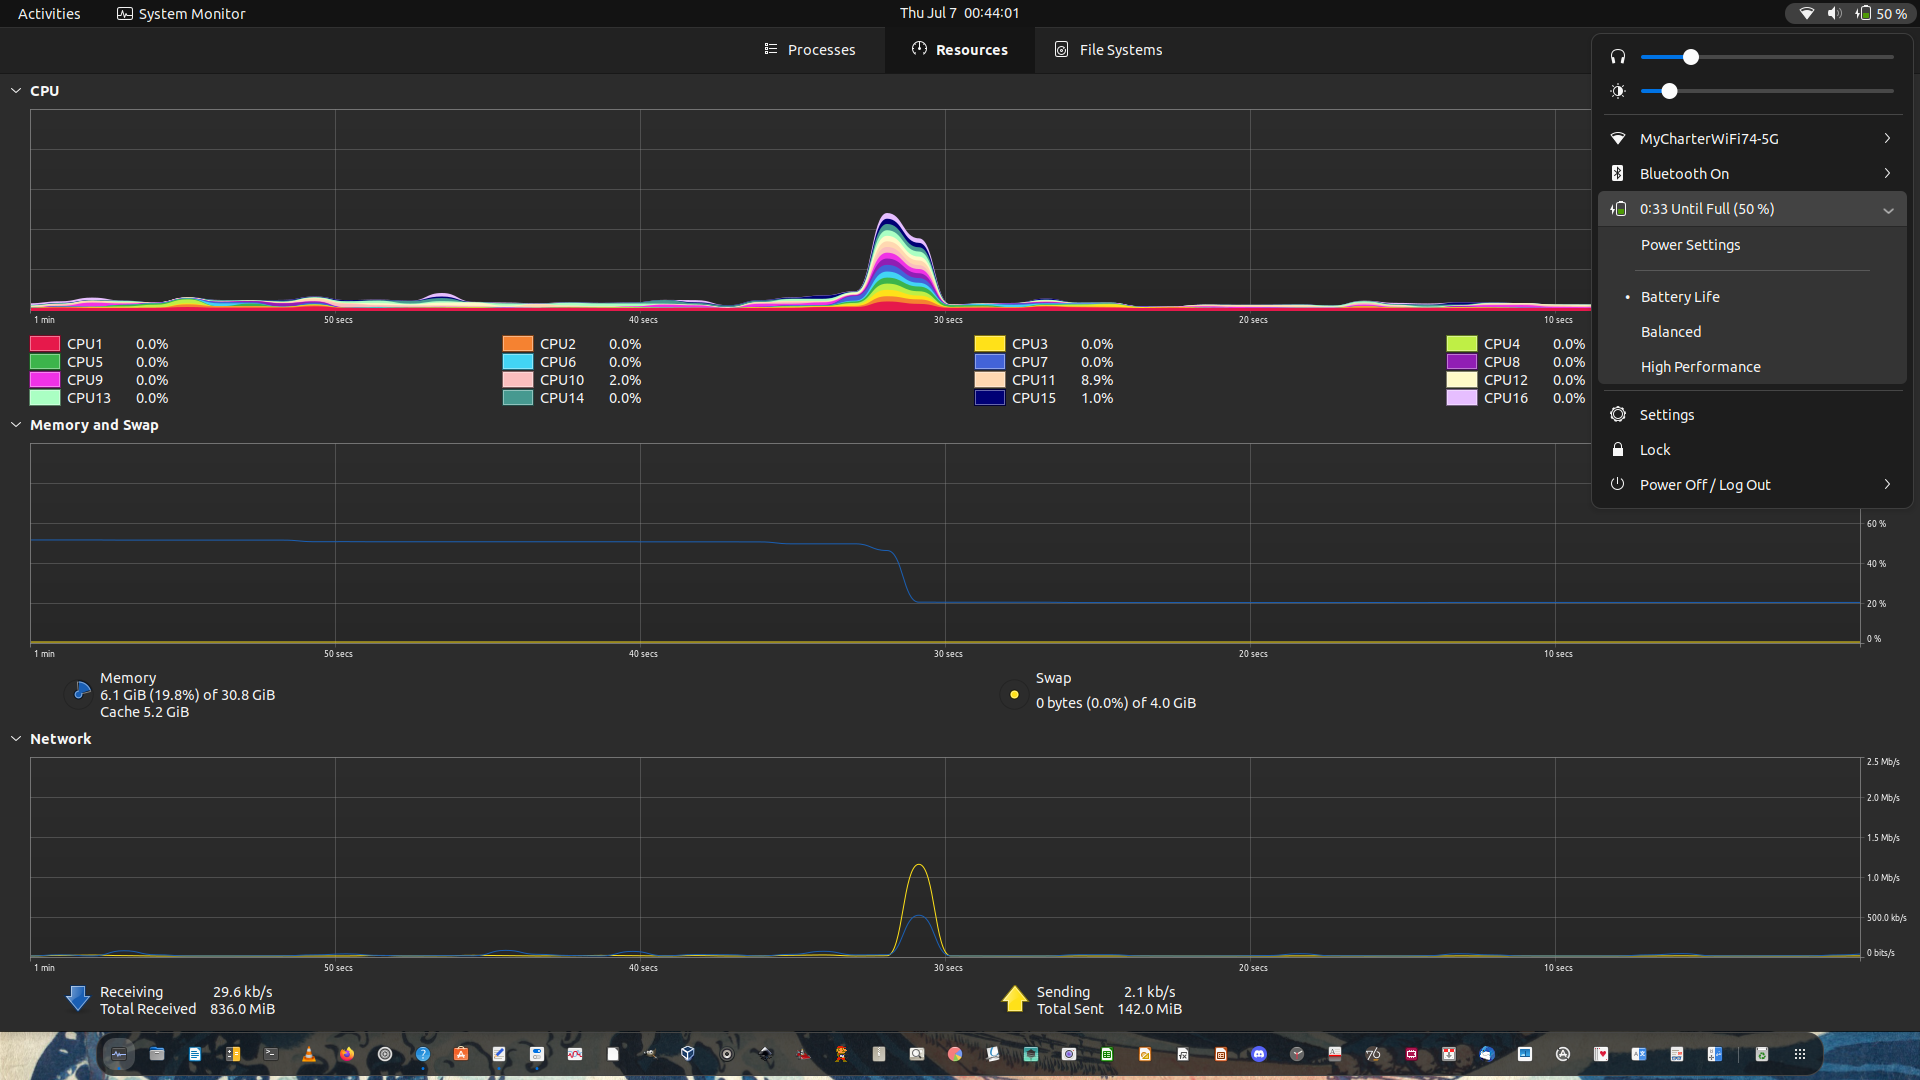 Activities
System Monitor
Thu Jul 7  00:44:01
50 %
Processes
Resources
File Systems
CPU
1 min
50 secs
40 secs
30 secs
20 secs
10 secs
CPU1 0.0%
CPU2 0.0%
CPU3 0.0%
CPU4 0.0%
CPU5 0.0%
CPU6 0.0%
CPU7 0.0%
CPU8 0.0%
CPU9 0.0%
CPU10 2.0%
CPU11 8.9%
CPU12 0.0%
CPU13 0.0%
CPU14 0.0%
CPU15 1.0%
CPU16 0.0%
MyCharterWiFi74-5G
Bluetooth On
0:33 Until Full (50 %)
Power Settings
• Battery Life
Balanced
High Performance
Settings
Lock
Power Off / Log Out
Memory and Swap
60 %
40 %
20 %
0 %
1 min
50 secs
40 secs
30 secs
20 secs
10 secs
Memory
6.1 GiB (19.8%) of 30.8 GiB
Cache 5.2 GiB
Swap
0 bytes (0.0%) of 4.0 GiB
Network
2.5 Mb/s
2.0 Mb/s
1.5 Mb/s
1.0 Mb/s
500.0 kb/s
0 bits/s
1 min
50 secs
40 secs
30 secs
20 secs
10 secs
Receiving 29.6 kb/s
Total Received 836.0 MiB
Sending 2.1 kb/s
Total Sent 142.0 MiB
76